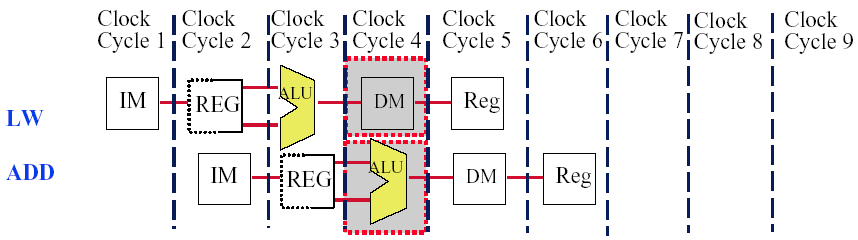 Clock Cycle 1
Clock Cycle 2
Clock Cycle 3
Clock Cycle 4
Clock Cycle 5
Clock Cycle 6
Clock Cycle 7
Clock Cycle 8
Clock Cycle 9
LW
IM
REG
ALU
DM
Reg
ADD
IM
REG
ALU
DM
Reg